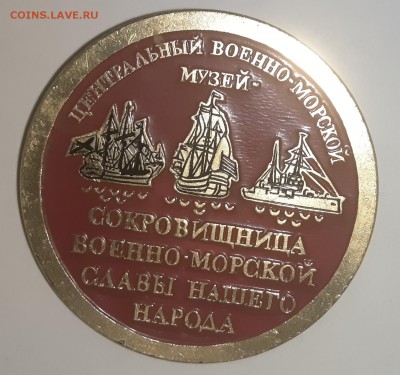 COINS.LAVE.RU
ЦЕНТРАЛЬНЫЙ ВОЕННО-МОРСКОЙ
МУЗЕЙ-
СОКРОВИЩНИЦА
ВОЕННО-МОРСКОЙ
СЛАВЫ НАШЕГО
НАРОДА